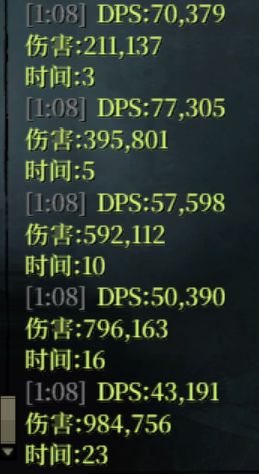 [1:08] DPS:70,379
伤害:211,137
时间:3
[1:08] DPS:77,305
伤害:395,801
时间:5
[1:08] DPS:57,598
伤害:592,112
时间:10
[1:08] DPS:50,390
伤害:796,163
时间:16
[1:08] DPS:43,191
伤害:984,756
时间:23